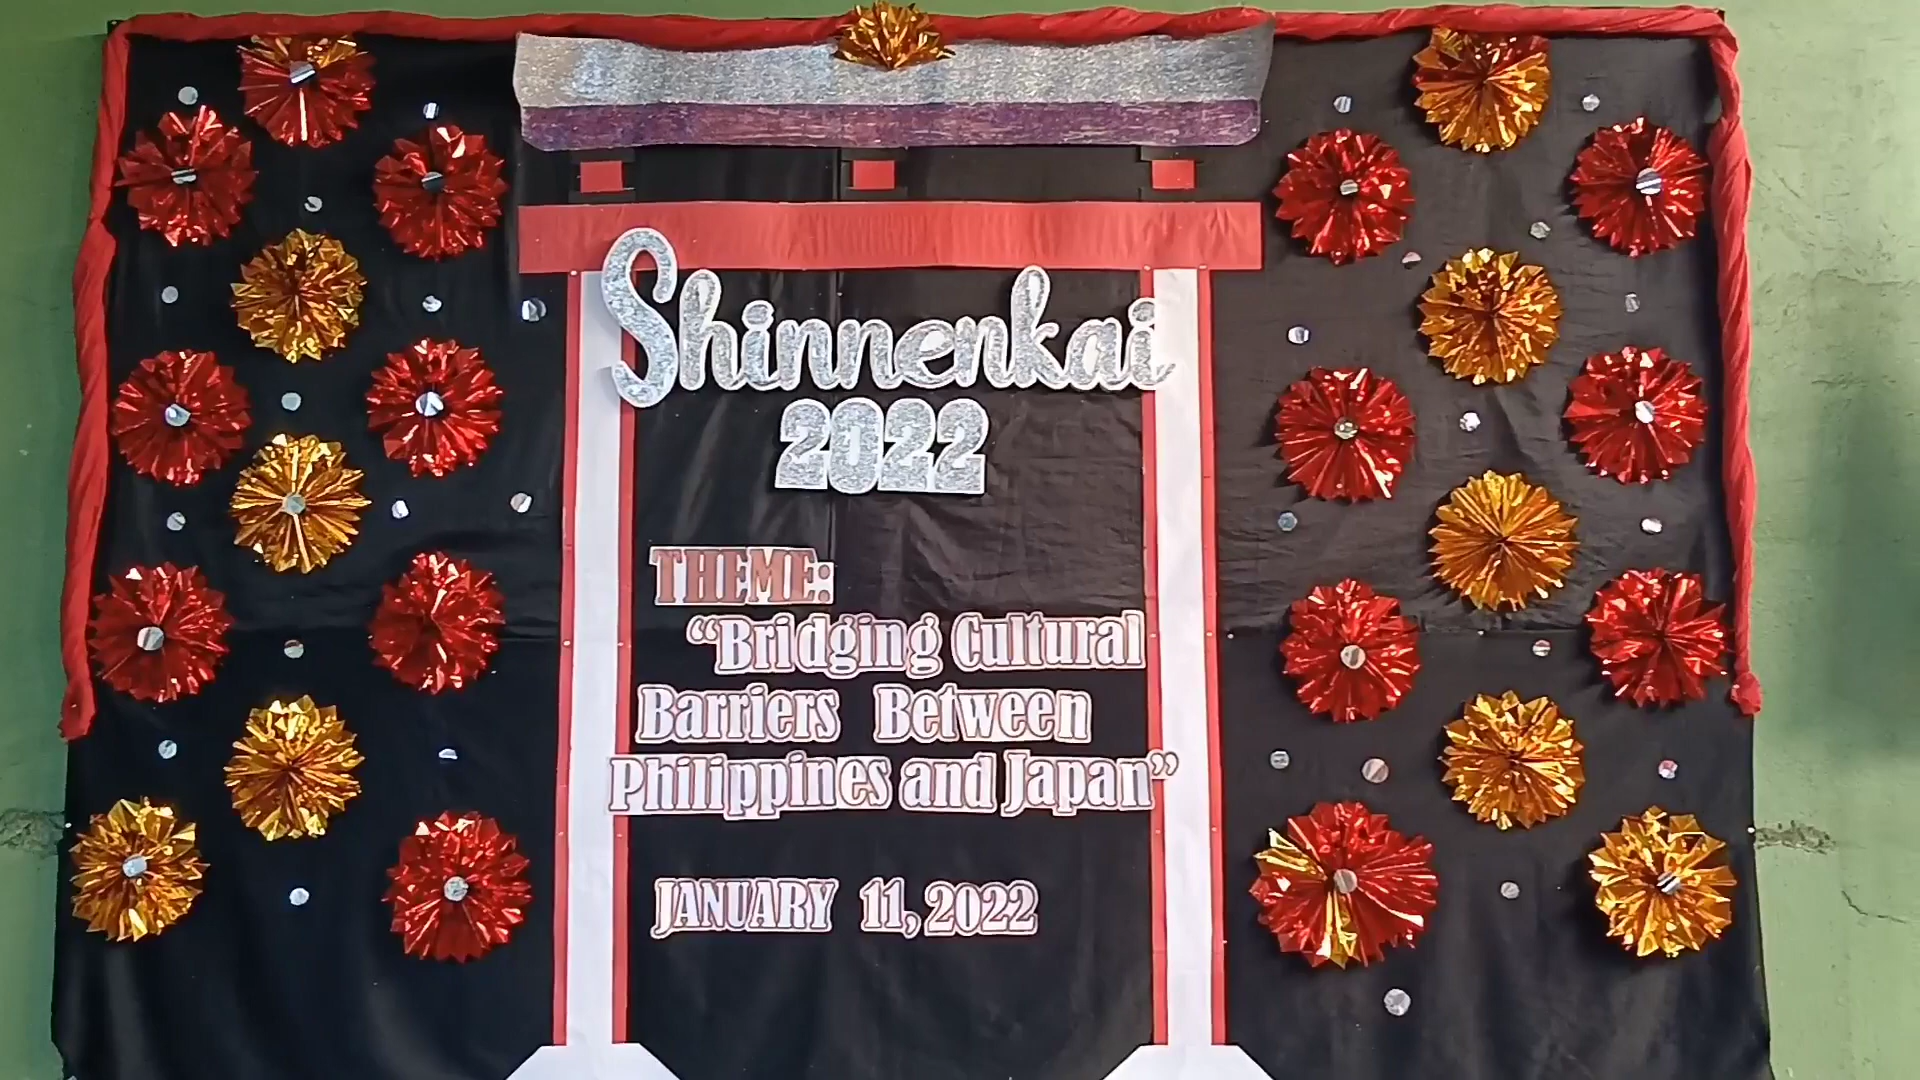 Shinnenkai
2022
THEME:
“Bridging Cultural
Barriers Between
Philippines and Japan”
JANUARY 11, 2022